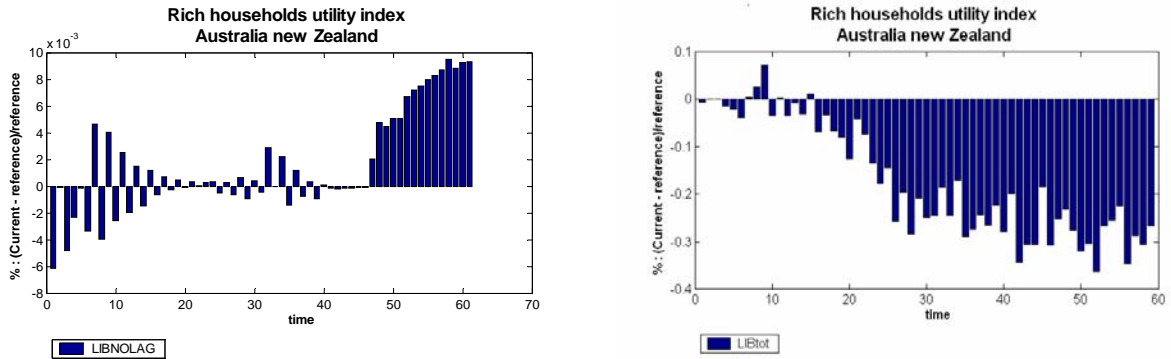 Rich households utility index
Australia new Zealand
x 10⁻³
10
8
6
4
2
0
-2
-4
-6
-8
% : (Current - reference)/reference
0 10 20 30 40 50 60 70
time
LIBNOLAG
Rich households utility index
Australia new Zealand
0.1
0
-0.1
-0.2
-0.3
-0.4
% : (Current - reference)/reference
0 10 20 30 40 50 60
time
LIBtot